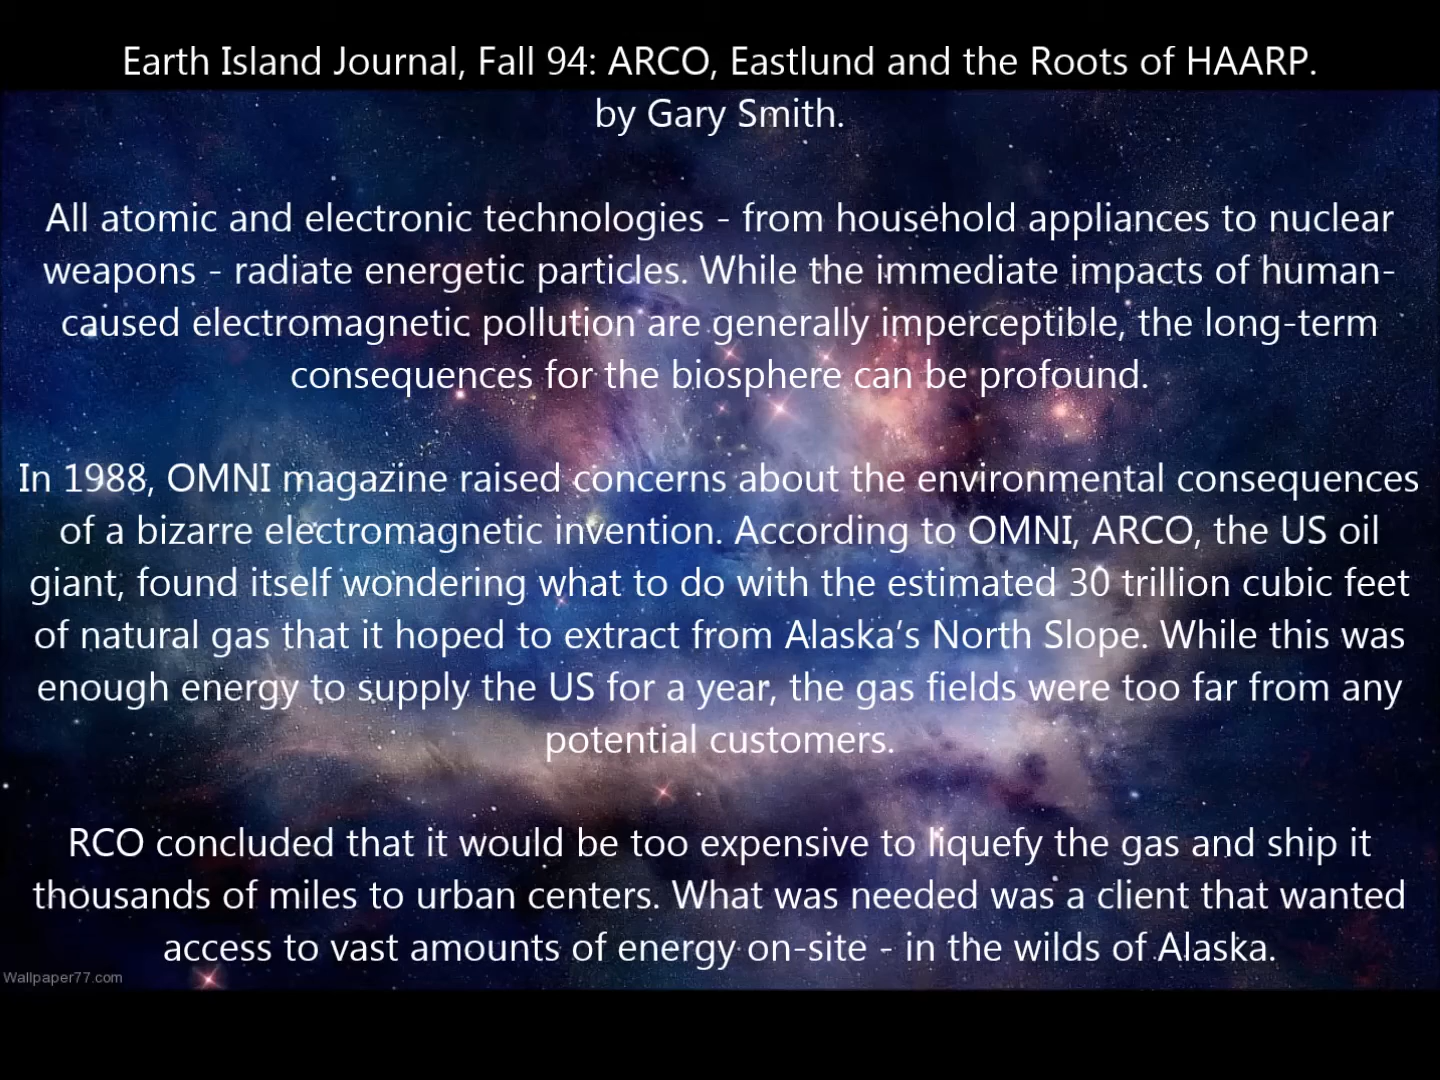 Earth Island Journal, Fall 94: ARCO, Eastlund and the Roots of HAARP.
by Gary Smith.
All atomic and electronic technologies - from household appliances to nuclear
weapons - radiate energetic particles. While the immediate impacts of human-
caused electromagnetic pollution are generally imperceptible, the long-term
consequences for the biosphere can be profound.
In 1988, OMNI magazine raised concerns about the environmental consequences
of a bizarre electromagnetic invention. According to OMNI, ARCO, the US oil
giant, found itself wondering what to do with the estimated 30 trillion cubic feet
of natural gas that it hoped to extract from Alaska's North Slope. While this was
enough energy to supply the US for a year, the gas fields were too far from any
potential customers.
RCO concluded that it would be too expensive to liquefy the gas and ship it
thousands of miles to urban centers. What was needed was a client that wanted
access to vast amounts of energy on-site - in the wilds of Alaska.
Wallpaper77.com